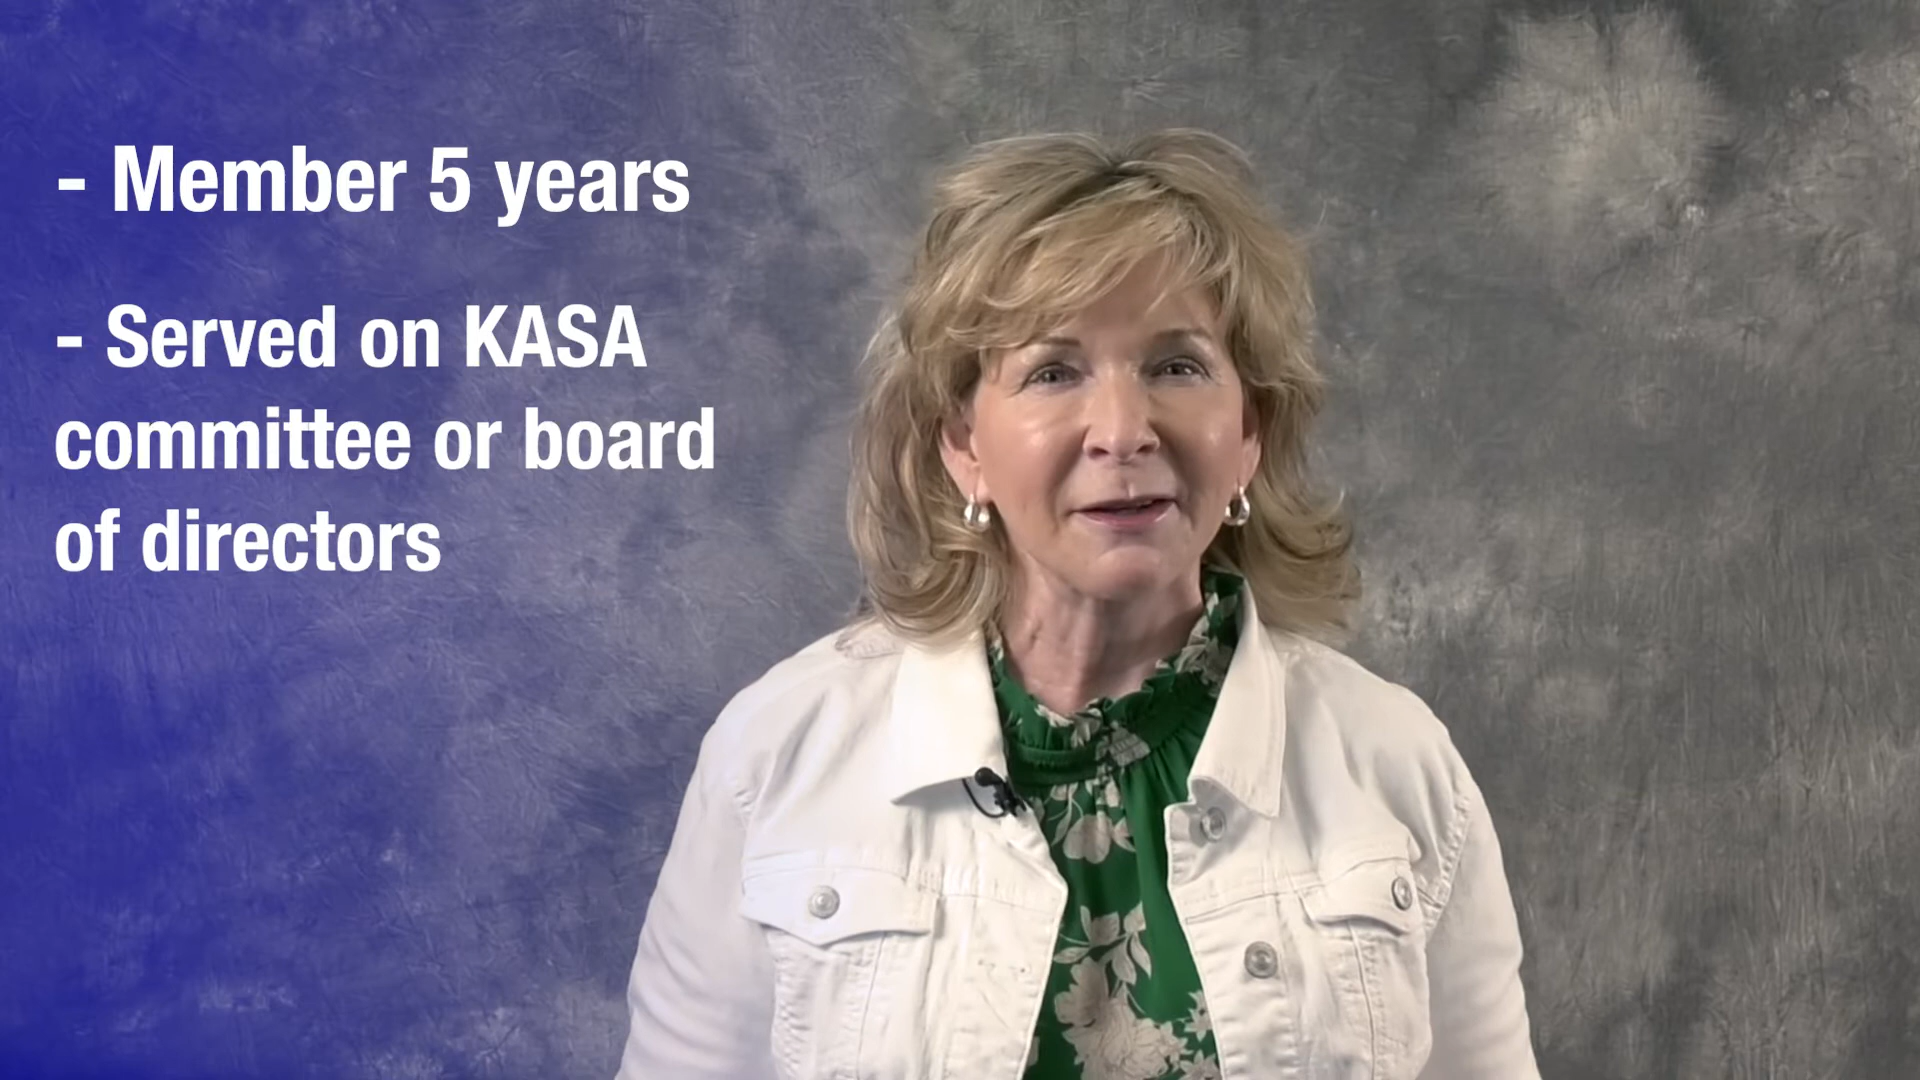 - Member 5 years
- Served on KASA
committee or board
of directors